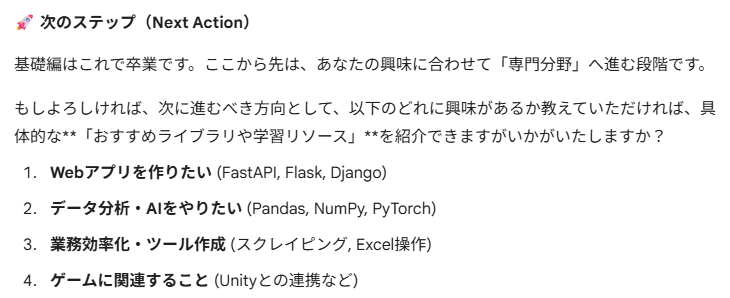 🚀 次のステップ（Next Action）
基礎編はこれで卒業です。ここから先は、あなたの興味に合わせて「専門分野」へ進む段階です。
もしよろしければ、次に進むべき方向として、以下のどれに興味があるか教えていただければ、具
体的な**「おすすめライブラリや学習リソース」**を紹介できますがいかがいたしますか？
1. Webアプリを作りたい (FastAPI, Flask, Django)
2. データ分析・AIをやりたい (Pandas, NumPy, PyTorch)
3. 業務効率化・ツール作成 (スクレイピング, Excel操作)
4. ゲームに関連すること (Unityとの連携など)